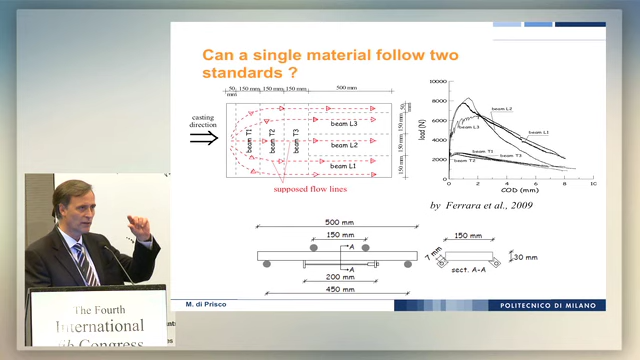 Can a single material follow two
standards ?
50 150 mm 150 mm 150 mm 500 mm
mm
casting
direction
beam T1
beam T2
beam T3
beam L3
beam L2
beam L1
50 mm
150 mm
150 mm
150 mm
supposed flow lines
10000
8000
6000
4000
2000
0
load [N]
beam L2
beam L3
beam L1
beam T1
beam T2
beam T3
0 2 4 6 8 10
COD [mm]
by Ferrara et al., 2009
500 mm
150 mm
A
A
200 mm
450 mm
150 mm
7 mm
30 mm
sect. A-A
M. di Prisco
POLITECNICO DI MILANO
The Fourth
International
fib Congress